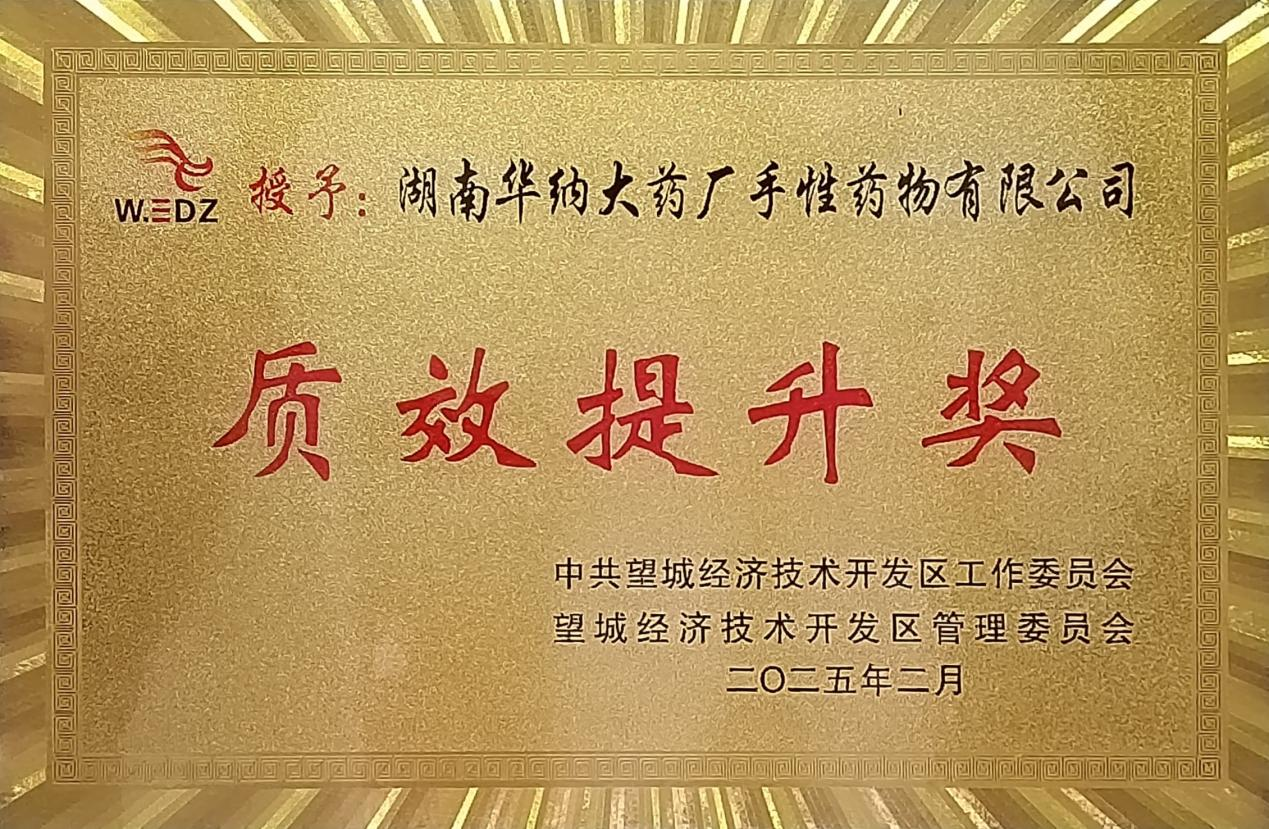 W.EDZ
授予：湖南华纳大药厂手性药物有限公司
质效提升奖
中共望城经济技术开发区工作委员会
望城经济技术开发区管理委员会
二〇二五年二月